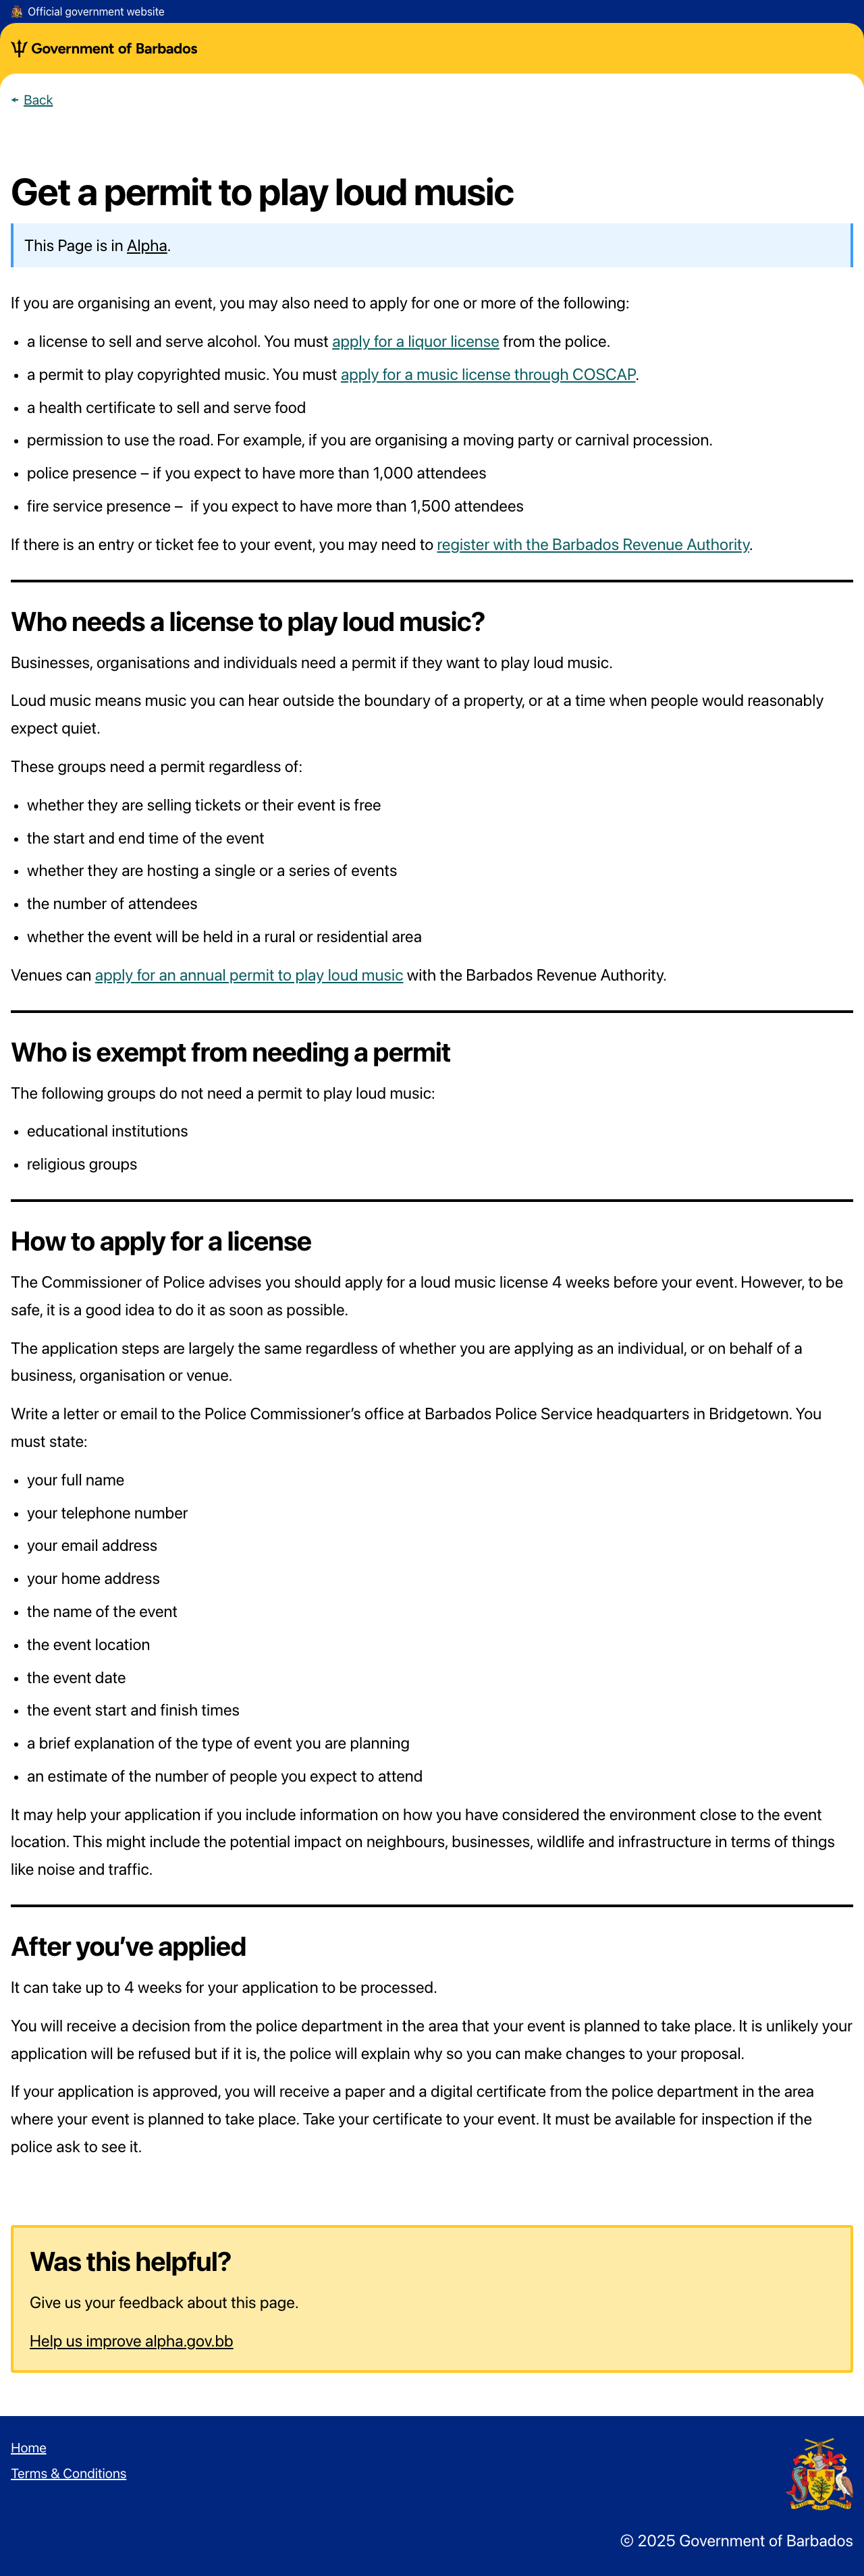 Official government website
Government of Barbados
Back
Get a permit to play loud music
This Page is in Alpha.
If you are organising an event, you may also need to apply for one or more of the following:
• a license to sell and serve alcohol. You must apply for a liquor license from the police.
• a permit to play copyrighted music. You must apply for a music license through COSCAP.
• a health certificate to sell and serve food
• permission to use the road. For example, if you are organising a moving party or carnival procession.
• police presence – if you expect to have more than 1,000 attendees
• fire service presence – if you expect to have more than 1,500 attendees
If there is an entry or ticket fee to your event, you may need to register with the Barbados Revenue Authority.
Who needs a license to play loud music?
Businesses, organisations and individuals need a permit if they want to play loud music.
Loud music means music you can hear outside the boundary of a property, or at a time when people would reasonably
expect quiet.
These groups need a permit regardless of:
• whether they are selling tickets or their event is free
• the start and end time of the event
• whether they are hosting a single or a series of events
• the number of attendees
• whether the event will be held in a rural or residential area
Venues can apply for an annual permit to play loud music with the Barbados Revenue Authority.
Who is exempt from needing a permit
The following groups do not need a permit to play loud music:
• educational institutions
• religious groups
How to apply for a license
The Commissioner of Police advises you should apply for a loud music license 4 weeks before your event. However, to be
safe, it is a good idea to do it as soon as possible.
The application steps are largely the same regardless of whether you are applying as an individual, or on behalf of a
business, organisation or venue.
Write a letter or email to the Police Commissioner’s office at Barbados Police Service headquarters in Bridgetown. You
must state:
• your full name
• your telephone number
• your email address
• your home address
• the name of the event
• the event location
• the event date
• the event start and finish times
• a brief explanation of the type of event you are planning
• an estimate of the number of people you expect to attend
It may help your application if you include information on how you have considered the environment close to the event
location. This might include the potential impact on neighbours, businesses, wildlife and infrastructure in terms of things
like noise and traffic.
After you’ve applied
It can take up to 4 weeks for your application to be processed.
You will receive a decision from the police department in the area that your event is planned to take place. It is unlikely your
application will be refused but if it is, the police will explain why so you can make changes to your proposal.
If your application is approved, you will receive a paper and a digital certificate from the police department in the area
where your event is planned to take place. Take your certificate to your event. It must be available for inspection if the
police ask to see it.
Was this helpful?
Give us your feedback about this page.
Help us improve alpha.gov.bb
Home
Terms & Conditions
© 2025 Government of Barbados